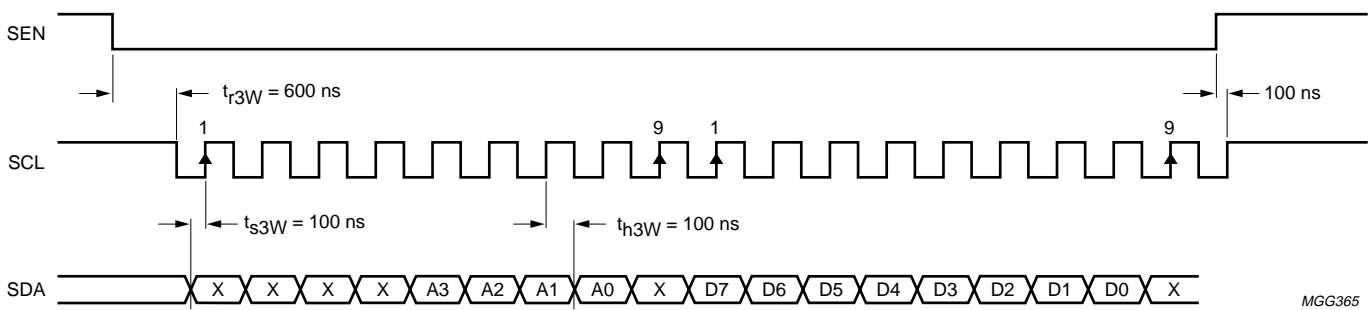 SEN
t_r3W = 600 ns
100 ns
1 9 1 9
SCL
t_s3W = 100 ns
t_h3W = 100 ns
SDA X X X X A3 A2 A1 A0 X D7 D6 D5 D4 D3 D2 D1 D0 X
MGG365